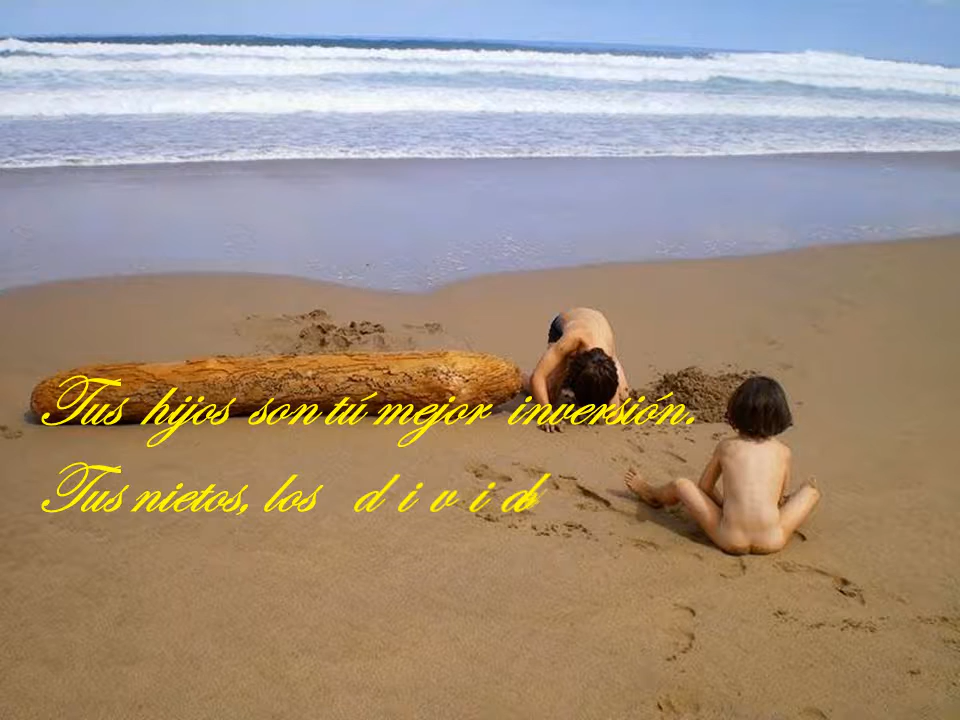 Tus hijos son tú mejor inversión.
Tus nietos, los d i v i d